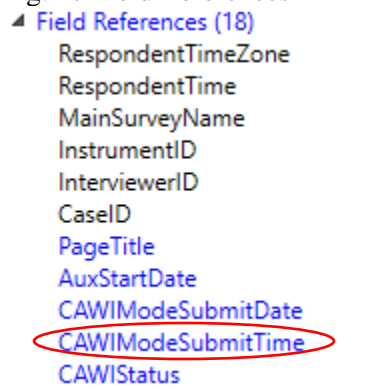 Field References (18)
RespondentTimeZone
RespondentTime
MainSurveyName
InstrumentID
InterviewerID
CaseID
PageTitle
AuxStartDate
CAWIModeSubmitDate
CAWIModeSubmitTime
CAWIStatus